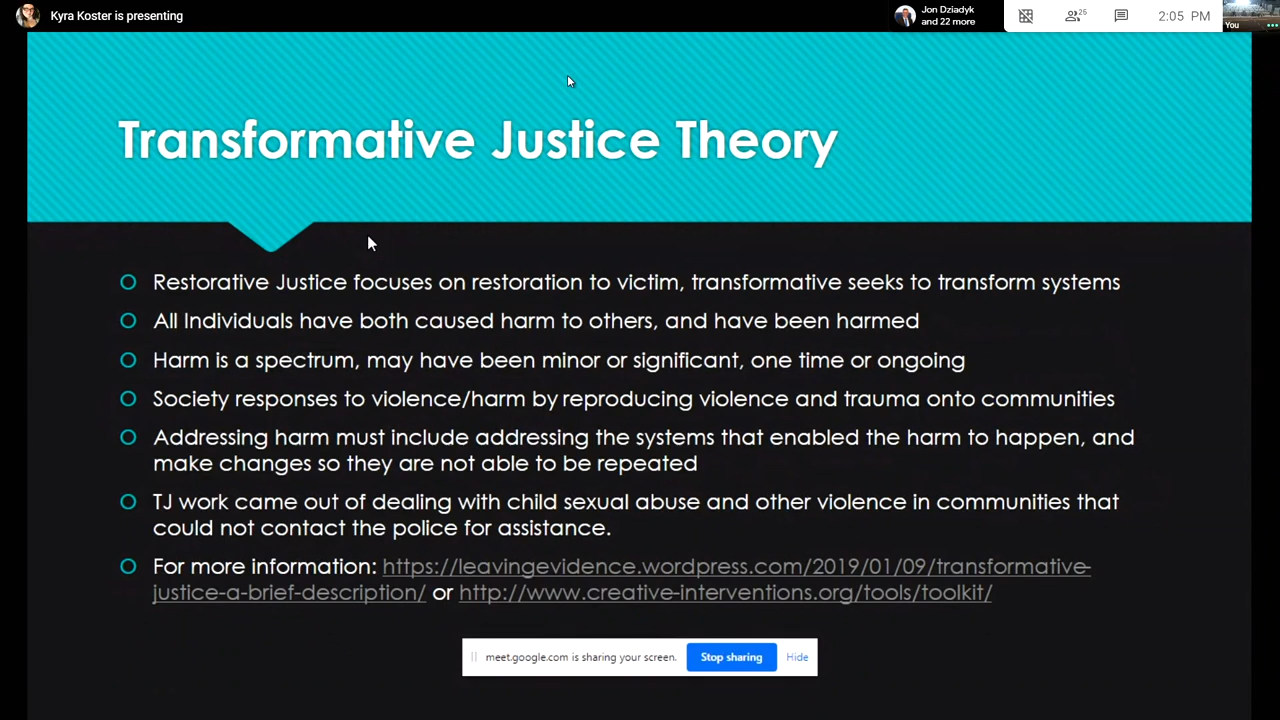 Kyra Koster is presenting
Jon Dziadyk
and 22 more
26
2:05 PM
You
Transformative Justice Theory
Restorative Justice focuses on restoration to victim, transformative seeks to transform systems
All Individuals have both caused harm to others, and have been harmed
Harm is a spectrum, may have been minor or significant, one time or ongoing
Society responses to violence/harm by reproducing violence and trauma onto communities
Addressing harm must include addressing the systems that enabled the harm to happen, and
make changes so they are not able to be repeated
TJ work came out of dealing with child sexual abuse and other violence in communities that
could not contact the police for assistance.
For more information: https://leavingevidence.wordpress.com/2019/01/09/transformative-
justice-a-brief-description/ or http://www.creative-interventions.org/tools/toolkit/
meet.google.com is sharing your screen. Stop sharing Hide